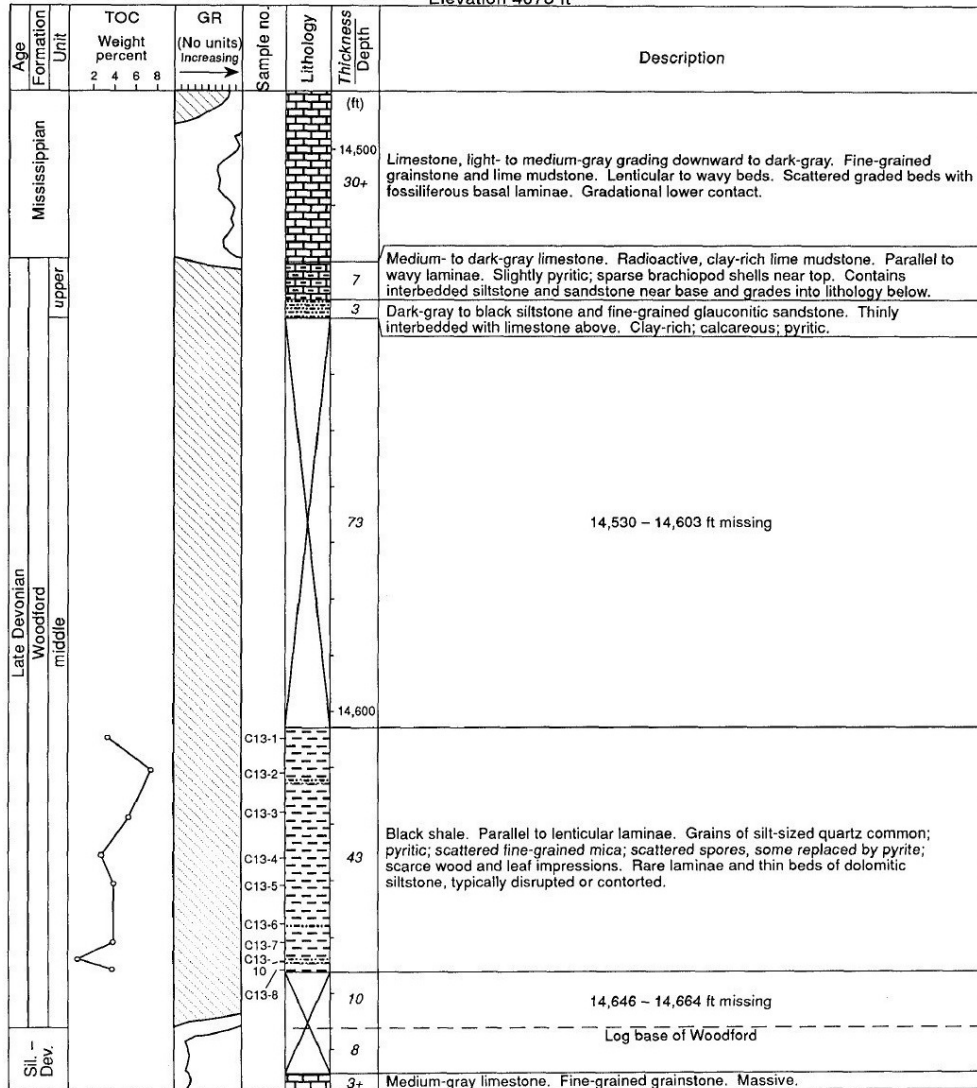 Elevation 4075 ft
Age
Formation
Unit
TOC
Weight
percent
2 4 6 8
GR
(No units)
Increasing
Sample no.
Lithology
Thickness
Depth
Description
(ft)
Mississippian
14,500
30+
Limestone, light- to medium-gray grading downward to dark-gray. Fine-grained
grainstone and lime mudstone. Lenticular to wavy beds. Scattered graded beds with
fossiliferous basal laminae. Gradational lower contact.
upper
7
Medium- to dark-gray limestone. Radioactive, clay-rich lime mudstone. Parallel to
wavy laminae. Slightly pyritic; sparse brachiopod shells near top. Contains
interbedded siltstone and sandstone near base and grades into lithology below.
3
Dark-gray to black siltstone and fine-grained glauconitic sandstone. Thinly
interbedded with limestone above. Clay-rich; calcareous; pyritic.
Late Devonian
Woodford
middle
73
14,530 – 14,603 ft missing
14,600
C13-1
C13-2
C13-3
C13-4
C13-5
C13-6
C13-7
C13-
10
C13-8
43
Black shale. Parallel to lenticular laminae. Grains of silt-sized quartz common;
pyritic; scattered fine-grained mica; scattered spores, some replaced by pyrite;
scarce wood and leaf impressions. Rare laminae and thin beds of dolomitic
siltstone, typically disrupted or contorted.
10
14,646 – 14,664 ft missing
Log base of Woodford
Sil. –
Dev.
8
3+
Medium-gray limestone. Fine-grained grainstone. Massive.